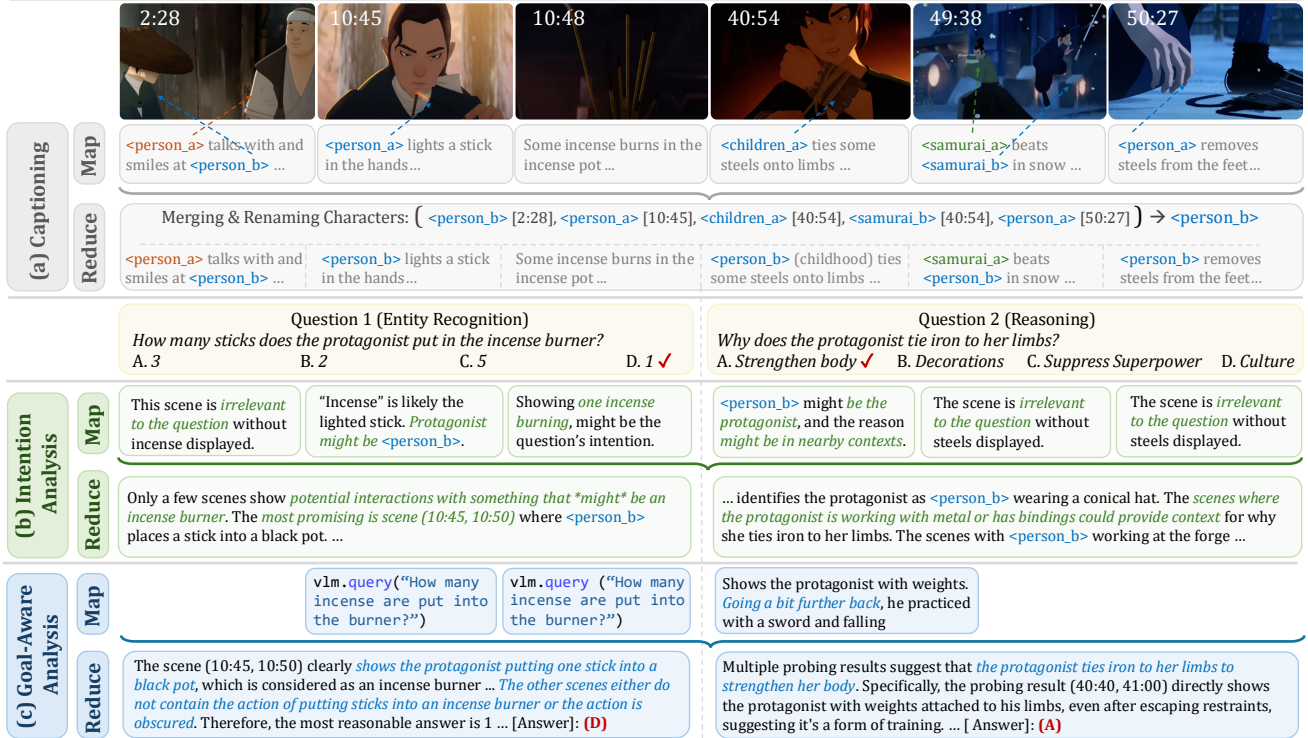 2:28
10:45
10:48
40:54
49:38
50:27
(a) Captioning
Map
<person_a> talks with and
smiles at <person_b> ...
<person_a> lights a stick
in the hands...
Some incense burns in the
incense pot ...
<children_a> ties some
steels onto limbs ...
<samurai_a> beats
<samurai_b> in snow ...
<person_a> removes
steels from the feet...
Reduce
Merging & Renaming Characters: ( <person_b> [2:28], <person_a> [10:45], <children_a> [40:54], <samurai_b> [40:54], <person_a> [50:27] ) → <person_b>
<person_a> talks with and
smiles at <person_b> ...
<person_b> lights a stick
in the hands...
Some incense burns in the
incense pot ...
<person_b> (childhood) ties
some steels onto limbs ...
<samurai_a> beats
<person_b> in snow ...
<person_b> removes
steels from the feet...
Question 1 (Entity Recognition)
How many sticks does the protagonist put in the incense burner?
A. 3 B. 2 C. 5 D. 1 ✓
Question 2 (Reasoning)
Why does the protagonist tie iron to her limbs?
A. Strengthen body ✓ B. Decorations C. Suppress Superpower D. Culture
(b) Intention
Analysis
Map
This scene is irrelevant
to the question without
incense displayed.
“Incense” is likely the
lighted stick. Protagonist
might be <person_b>.
Showing one incense
burning, might be the
question’s intention.
<person_b> might be the
protagonist, and the reason
might be in nearby contexts.
The scene is irrelevant
to the question without
steels displayed.
The scene is irrelevant
to the question without
steels displayed.
Reduce
Only a few scenes show potential interactions with something that *might* be an
incense burner. The most promising is scene (10:45, 10:50) where <person_b>
places a stick into a black pot. ...
... identifies the protagonist as <person_b> wearing a conical hat. The scenes where
the protagonist is working with metal or has bindings could provide context for why
she ties iron to her limbs. The scenes with <person_b> working at the forge ...
(c) Goal-Aware
Analysis
Map
vlm.query(“How many
incense are put into
the burner?”)
vlm.query (“How many
incense are put into
the burner?”)
Shows the protagonist with weights.
Going a bit further back, he practiced
with a sword and falling
Reduce
The scene (10:45, 10:50) clearly shows the protagonist putting one stick into a
black pot, which is considered as an incense burner ... The other scenes either do
not contain the action of putting sticks into an incense burner or the action is
obscured. Therefore, the most reasonable answer is 1 ... [Answer]: (D)
Multiple probing results suggest that the protagonist ties iron to her limbs to
strengthen her body. Specifically, the probing result (40:40, 41:00) directly shows
the protagonist with weights attached to his limbs, even after escaping restraints,
suggesting it's a form of training. ... [ Answer]: (A)